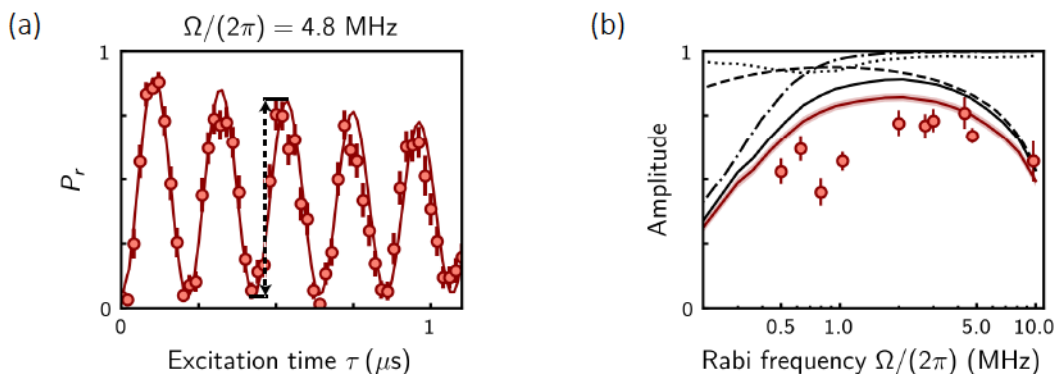 (a)
Ω/(2π) = 4.8 MHz
1
P_r
0
0
1
Excitation time τ (μs)
(b)
1
Amplitude
0
0.5
1.0
5.0
10.0
Rabi frequency Ω/(2π) (MHz)